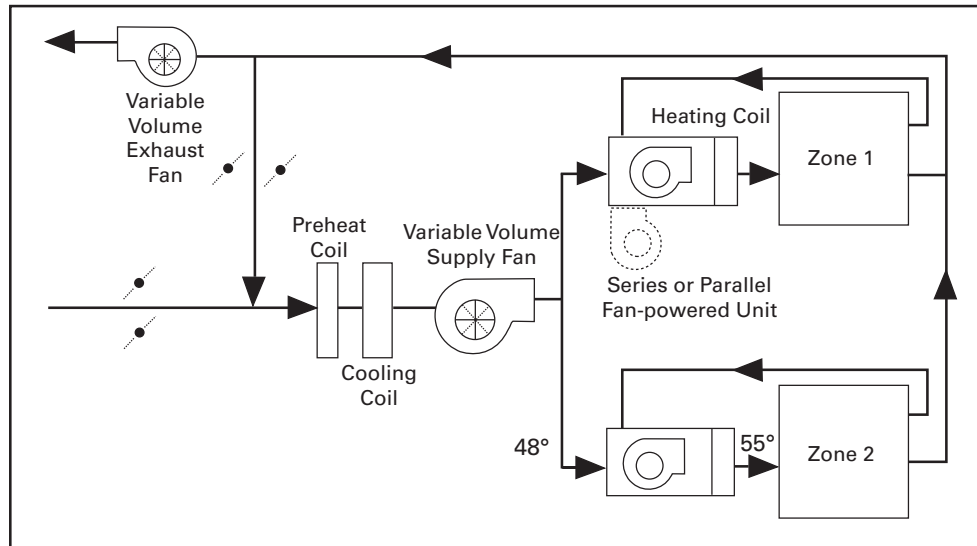 Variable
Volume
Exhaust
Fan
Heating Coil
Zone 1
Preheat
Coil
Variable Volume
Supply Fan
Series or Parallel
Fan-powered Unit
Cooling
Coil
48°
55°
Zone 2